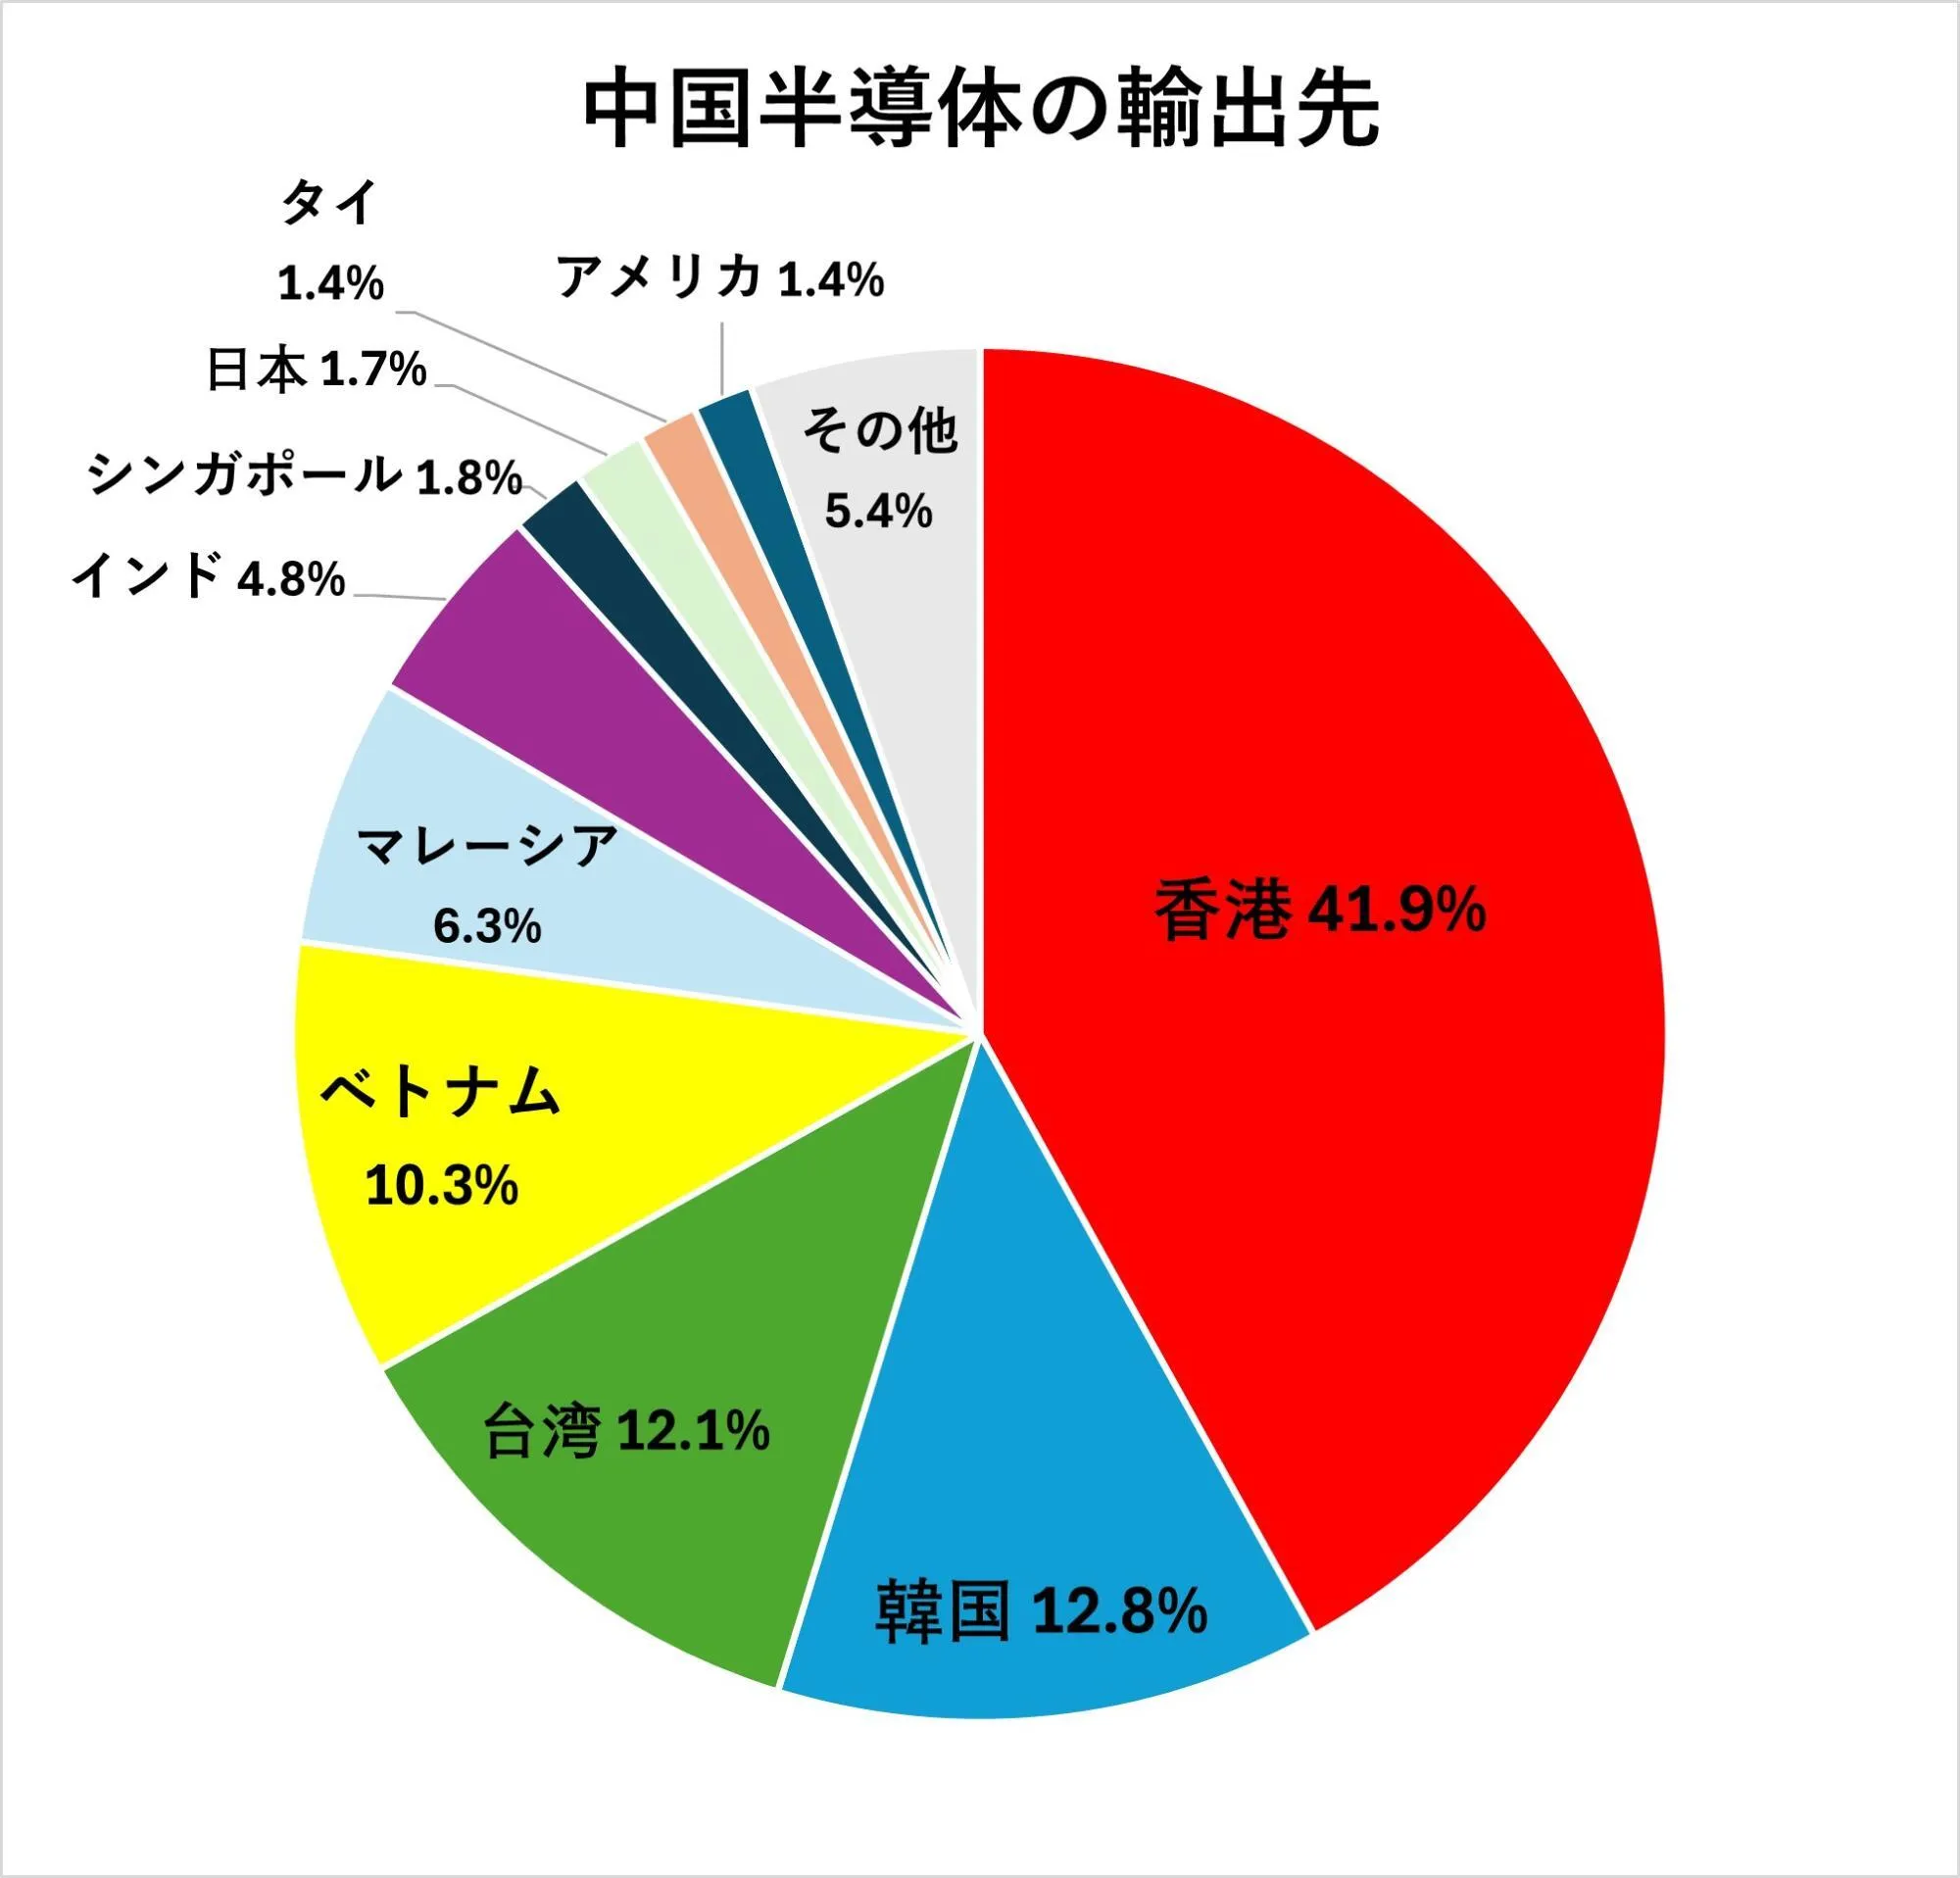 中国半導体の輸出先
タイ
1.4%
アメリカ 1.4%
日本 1.7%
シンガポール 1.8%
インド 4.8%
その他
5.4%
マレーシア
6.3%
香港 41.9%
ベトナム
10.3%
台湾 12.1%
韓国 12.8%